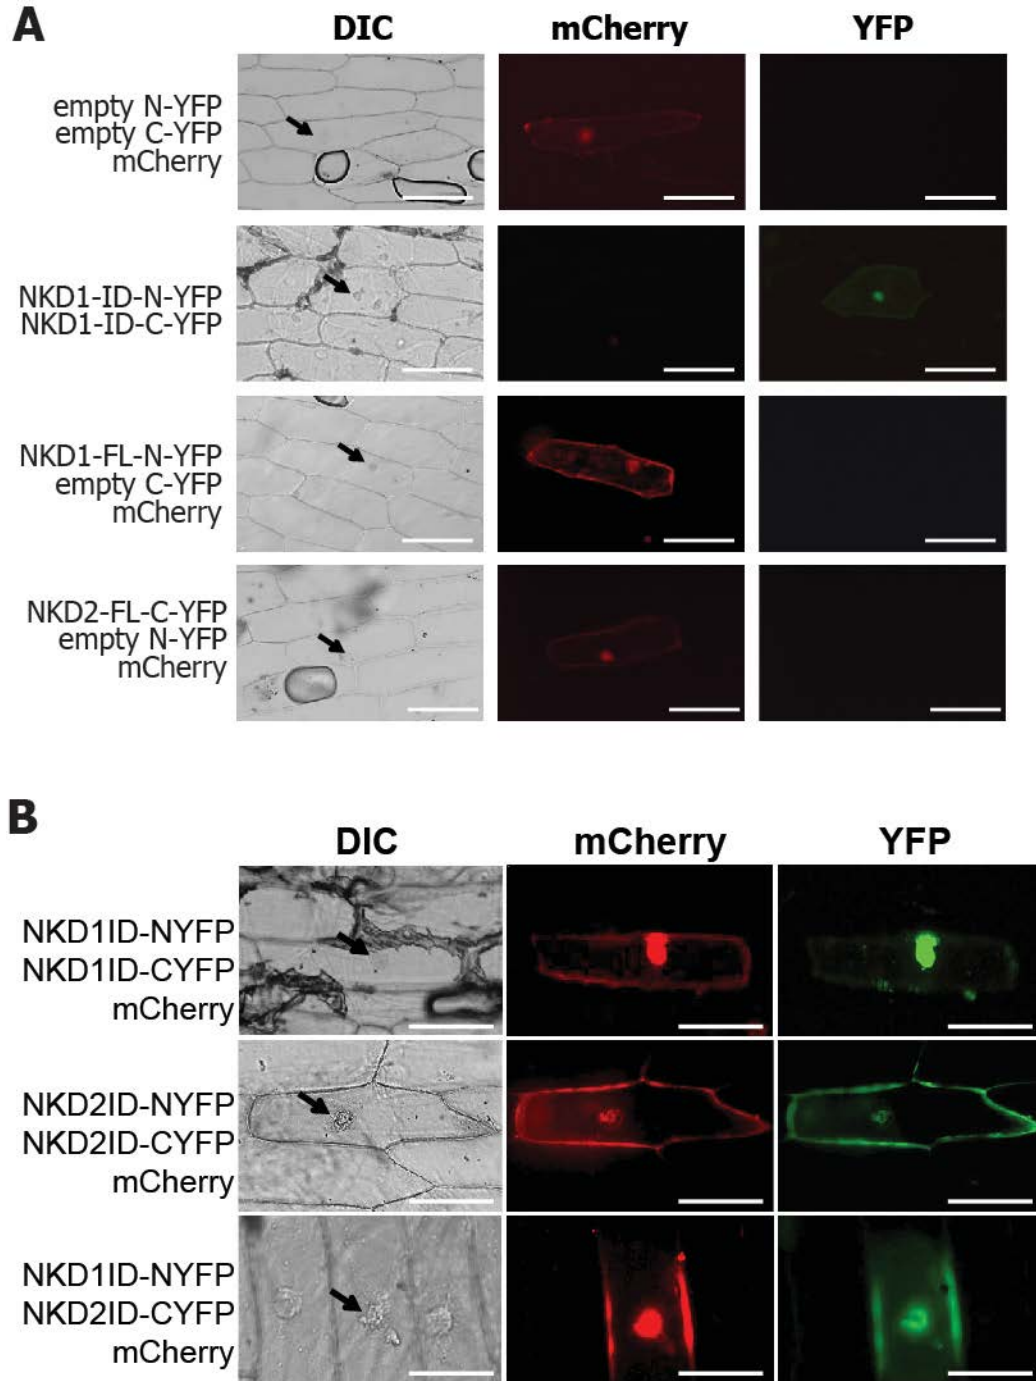 A
DIC mCherry YFP
empty N-YFP
empty C-YFP
mCherry
NKD1-ID-N-YFP
NKD1-ID-C-YFP
NKD1-FL-N-YFP
empty C-YFP
mCherry
NKD2-FL-C-YFP
empty N-YFP
mCherry
B
DIC mCherry YFP
NKD1ID-NYFP
NKD1ID-CYFP
mCherry
NKD2ID-NYFP
NKD2ID-CYFP
mCherry
NKD1ID-NYFP
NKD2ID-CYFP
mCherry